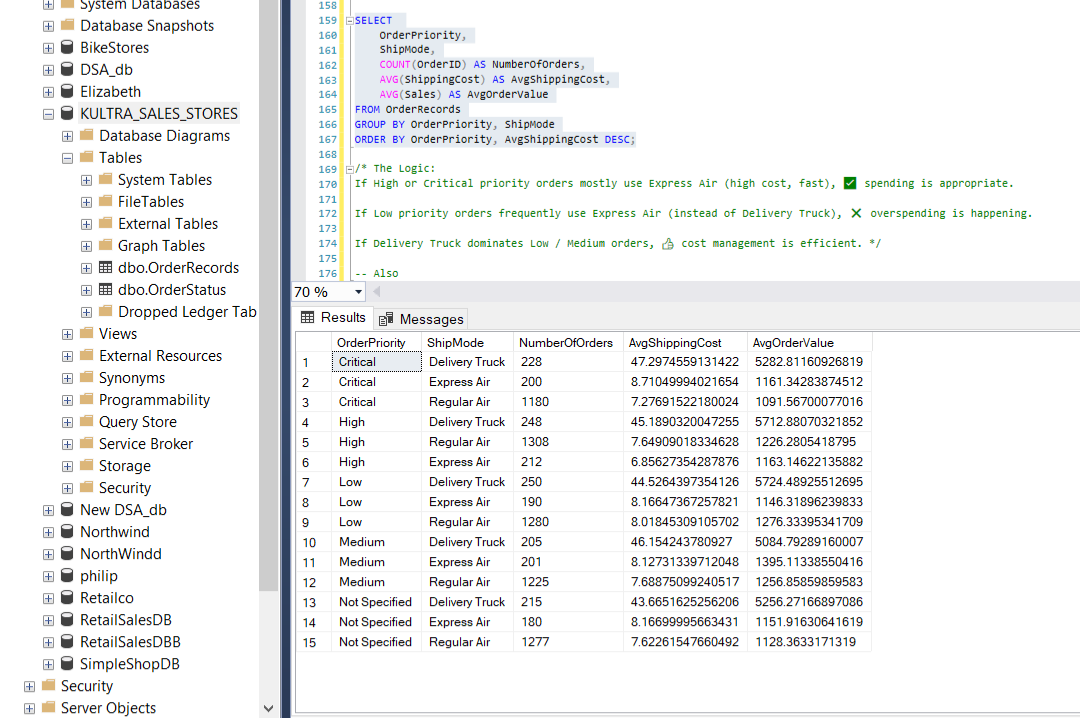 System Databases
Database Snapshots
BikeStores
DSA_db
Elizabeth
KULTRA_SALES_STORES
Database Diagrams
Tables
System Tables
FileTables
External Tables
Graph Tables
dbo.OrderRecords
dbo.OrderStatus
Dropped Ledger Tab
Views
External Resources
Synonyms
Programmability
Query Store
Service Broker
Storage
Security
New DSA_db
Northwind
NorthWindd
philip
Retailco
RetailSalesDB
RetailSalesDBB
SimpleShopDB
Security
Server Objects
158
159 SELECT
160 OrderPriority,
161 ShipMode,
162 COUNT(OrderID) AS NumberOfOrders,
163 AVG(ShippingCost) AS AvgShippingCost,
164 AVG(Sales) AS AvgOrderValue
165 FROM OrderRecords
166 GROUP BY OrderPriority, ShipMode
167 ORDER BY OrderPriority, AvgShippingCost DESC;
168
169 /* The Logic:
170 If High or Critical priority orders mostly use Express Air (high cost, fast), ✅ spending is appropriate.
171
172 If Low priority orders frequently use Express Air (instead of Delivery Truck), ❌ overspending is happening.
173
174 If Delivery Truck dominates Low / Medium orders, 👍 cost management is efficient. */
175
176 -- Also
70 %
Results Messages
OrderPriority ShipMode NumberOfOrders AvgShippingCost AvgOrderValue
1 Critical Delivery Truck 228 47.2974559131422 5282.81160926819
2 Critical Express Air 200 8.71049994021654 1161.34283874512
3 Critical Regular Air 1180 7.27691522180024 1091.56700077016
4 High Delivery Truck 248 45.1890320047255 5712.88070321852
5 High Regular Air 1308 7.64909018334628 1226.2805418795
6 High Express Air 212 6.85627354287876 1163.14622135882
7 Low Delivery Truck 250 44.5264397354126 5724.48925512695
8 Low Express Air 190 8.16647367257821 1146.31896239833
9 Low Regular Air 1280 8.01845309105702 1276.33395341709
10 Medium Delivery Truck 205 46.154243780927 5084.79289160007
11 Medium Express Air 201 8.12731339712048 1395.11338550416
12 Medium Regular Air 1225 7.68875099240517 1256.85859859583
13 Not Specified Delivery Truck 215 43.6651625256206 5256.27166897086
14 Not Specified Express Air 180 8.16699995663431 1151.91630641619
15 Not Specified Regular Air 1277 7.62261547660492 1128.3633171319